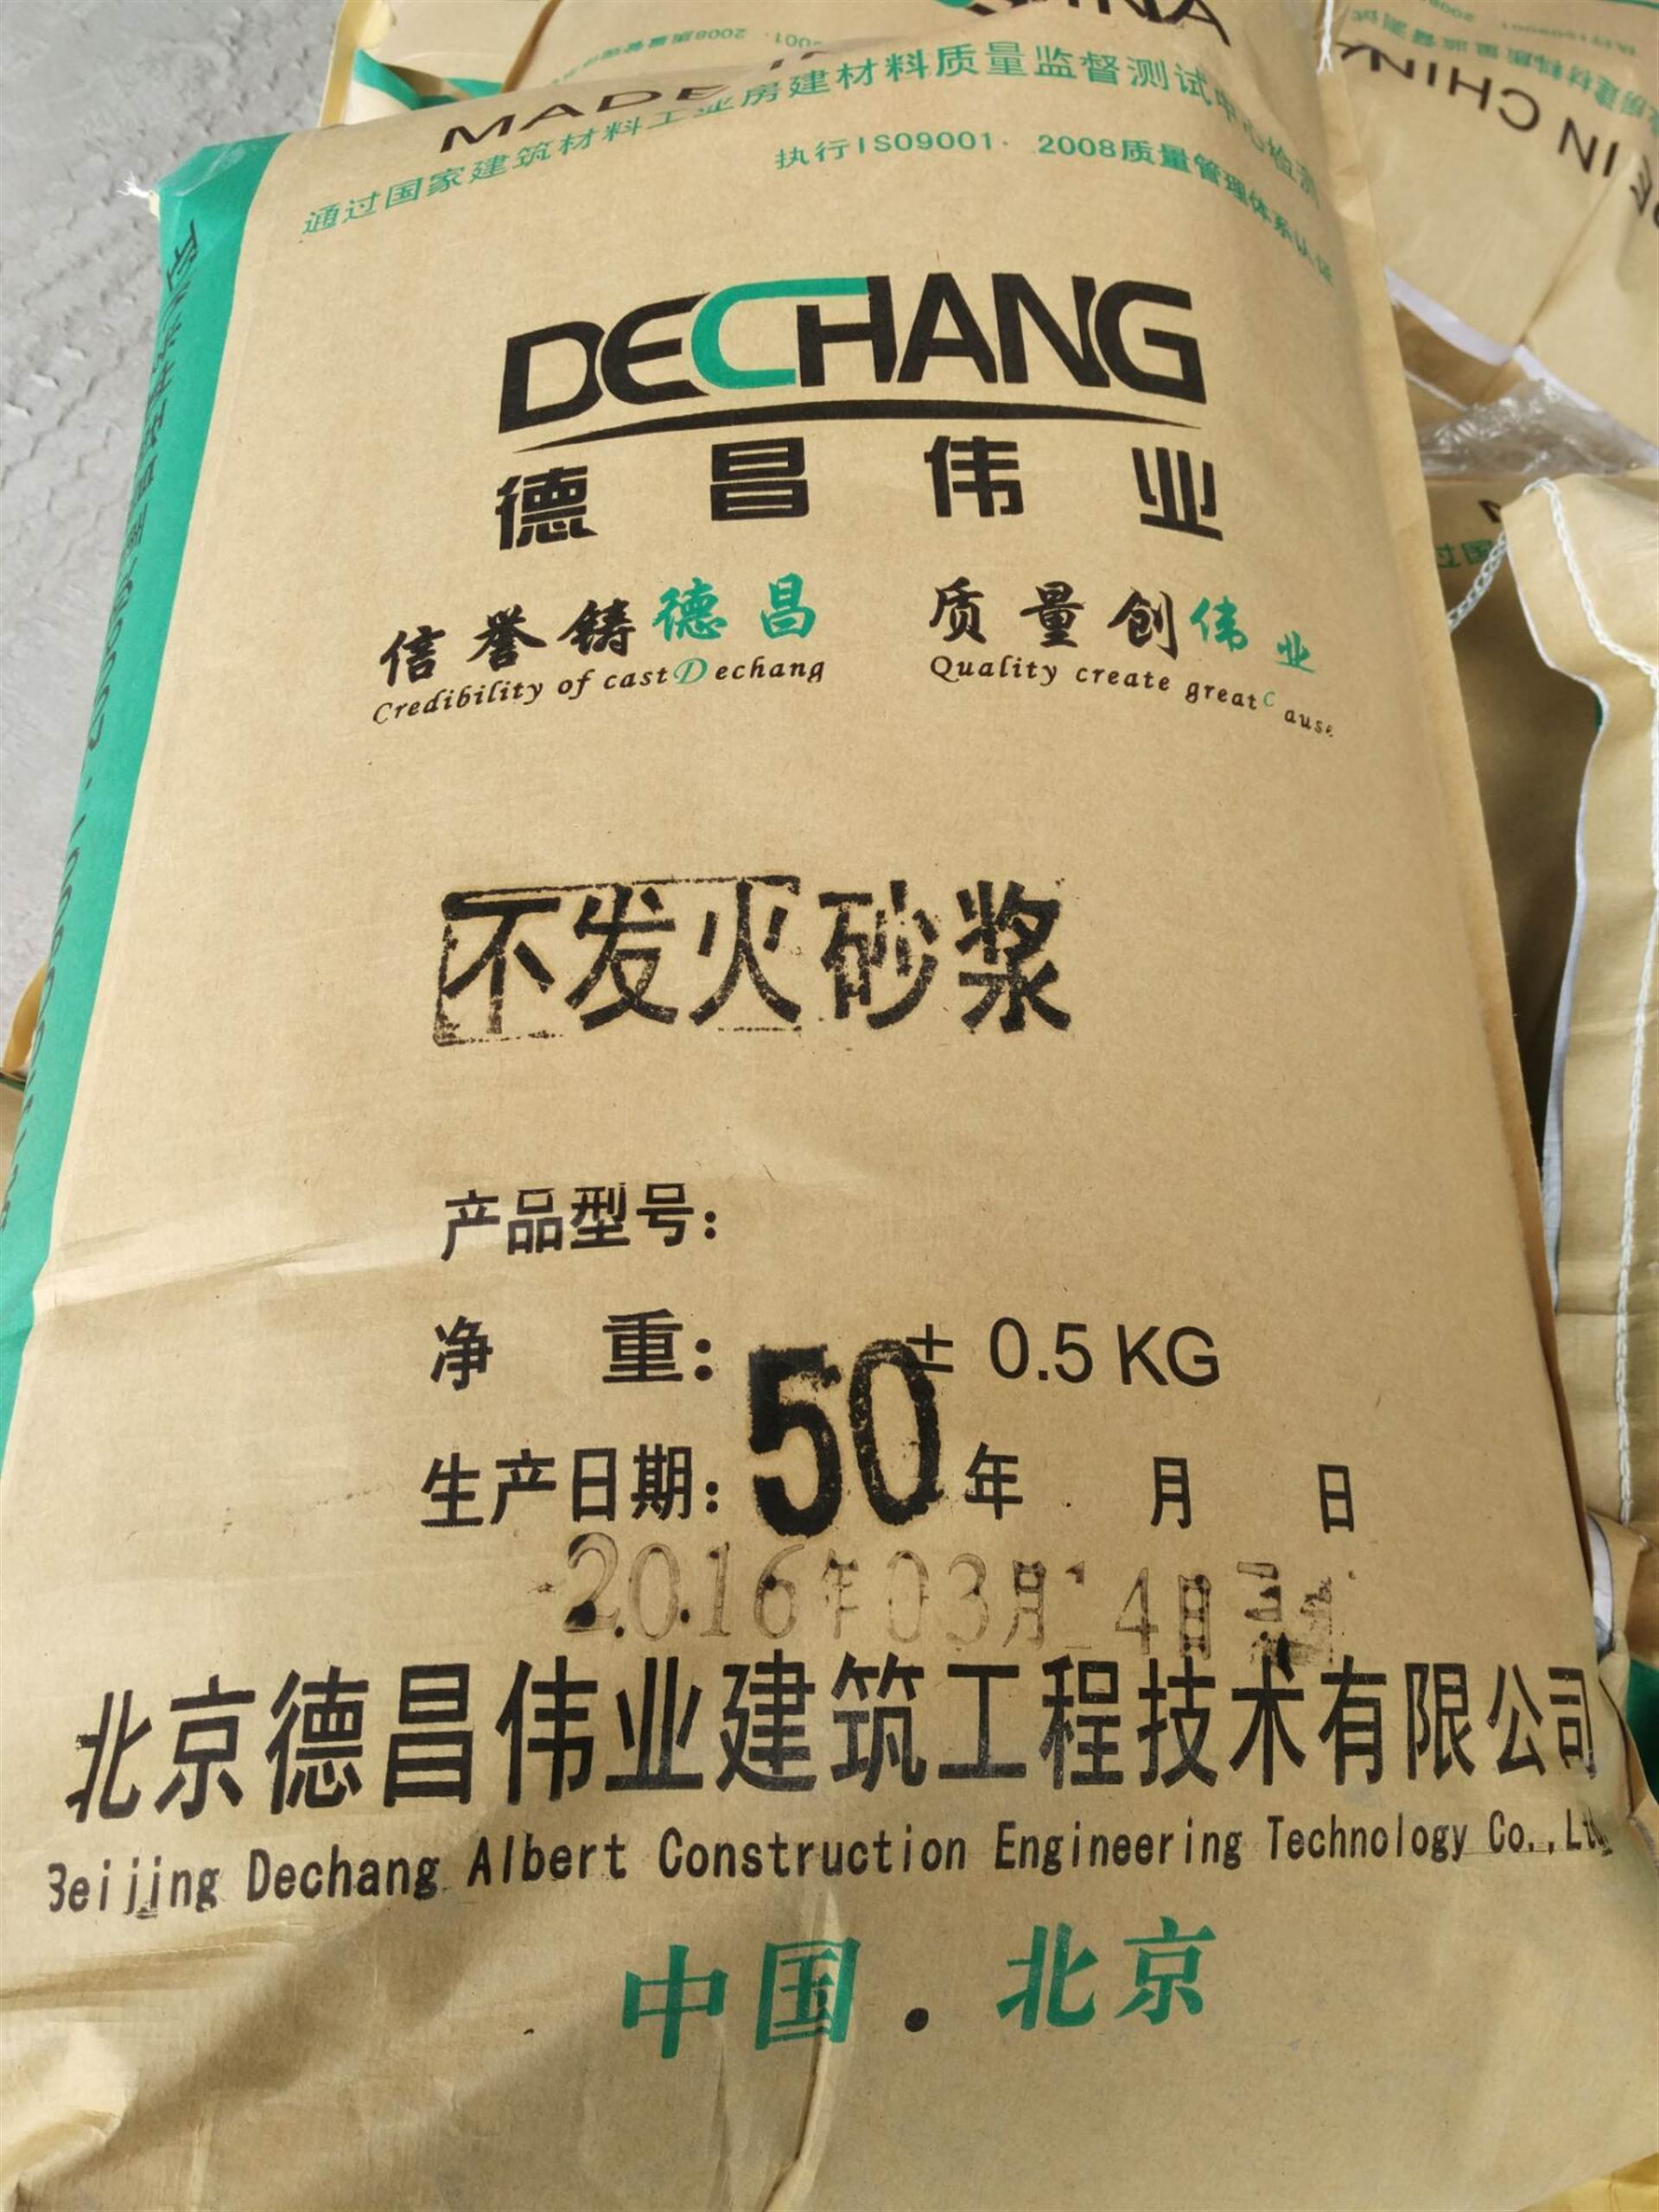 MADE
通过国家建筑材料工业房建材料质量监督测试中心检测
执行ISO9001·2008质量管理体系认证
DECHANG
德昌伟业
信誉铸德昌 质量创伟业
Credibility of cast Dechang Quality create great Cause
不发火砂浆
产品型号：
净 重：50± 0.5 KG
生产日期： 年 月 日
2016年03月14日
北京德昌伟业建筑工程技术有限公司
Beijing Dechang Albert Construction Engineering Technology Co.,Ltd
中国.北京
IN CHINA